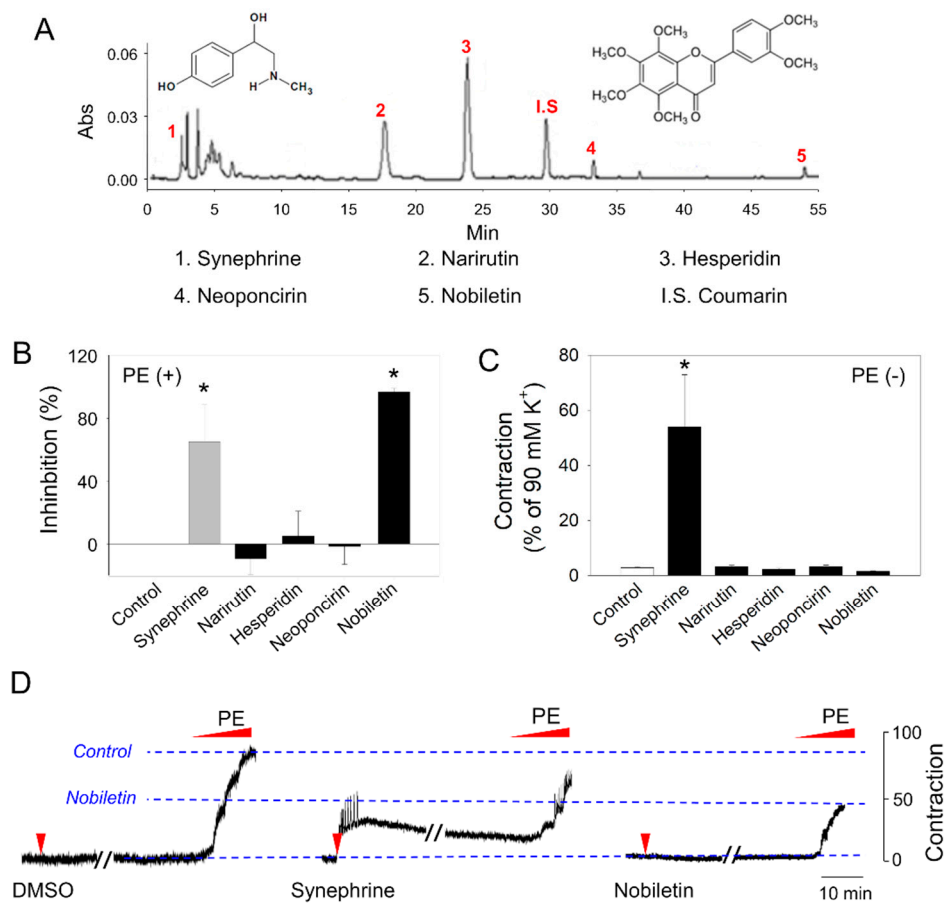 A
OH
HO
N
H
CH₃
OCH₃
OCH₃
H₃CO
H₃CO
OCH₃
OCH₃
O
O
Abs
0.06
0.03
0.00
1
2
3
I.S
4
5
0 5 10 15 20 25 30 35 40 45 50 55
Min
1. Synephrine 2. Narirutin 3. Hesperidin
4. Neoponcirin 5. Nobiletin I.S. Coumarin
B
PE (+)
Inhinbition (%)
120
80
40
0
*
*
Control
Synephrine
Narirutin
Hesperidin
Neoponcirin
Nobiletin
C
PE (-)
Contraction
(% of 90 mM K⁺)
80
60
40
20
0
*
Control
Synephrine
Narirutin
Hesperidin
Neoponcirin
Nobiletin
D
PE PE PE
Control
Nobiletin
100
50
0
Contraction
DMSO Synephrine Nobiletin
10 min